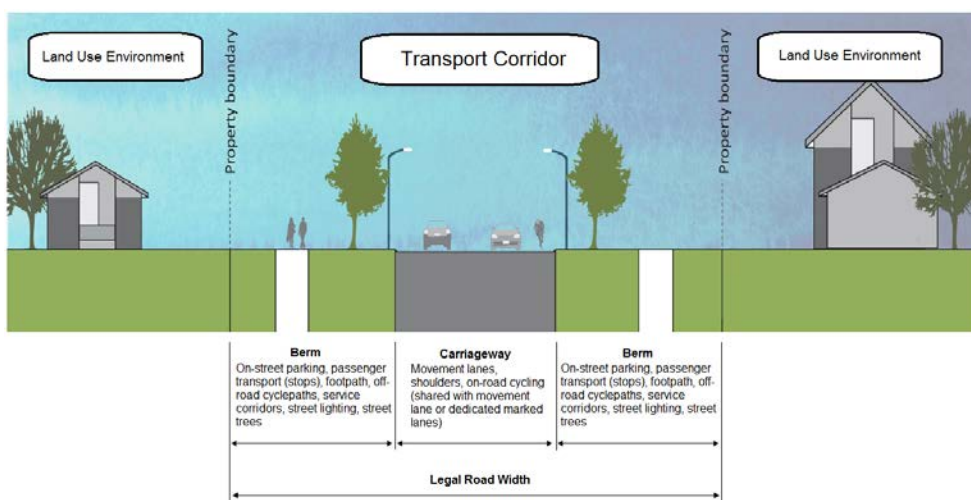 Land Use Environment
Transport Corridor
Land Use Environment
Property boundary
Property boundary
Berm
On-street parking, passenger
transport (stops), footpath, off-
road cyclepaths, service
corridors, street lighting, street
trees
Carriageway
Movement lanes,
shoulders, on-road cycling
(shared with movement
lane or dedicated marked
lanes)
Berm
On-street parking, passenger
transport (stops), footpath, off-
road cyclepaths, service
corridors, street lighting, street
trees
Legal Road Width